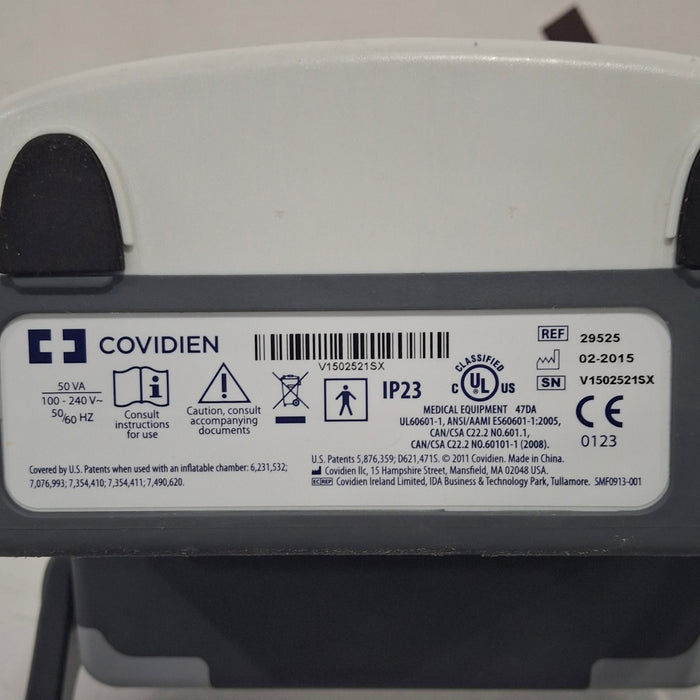 COVIDIEN
V1502521SX
REF 29525
02-2015
SN V1502521SX
50 VA
100 - 240 V~
50/60 HZ
Consult
instructions
for use
Caution, consult
accompanying
documents
IP23
CLASSIFIED
C UL US
MEDICAL EQUIPMENT 47DA
UL60601-1, ANSI/AAMI ES60601-1:2005,
CAN/CSA C22.2 NO.601.1,
CAN/CSA C22.2 NO.60101-1 (2008).
CE
0123
Covered by U.S. Patents when used with an inflatable chamber: 6,231,532;
7,076,993; 7,354,410; 7,354,411; 7,490,620.
U.S. Patents 5,876,359; D621,471S. © 2011 Covidien. Made in China.
Covidien llc, 15 Hampshire Street, Mansfield, MA 02048 USA.
EC REP Covidien Ireland Limited, IDA Business & Technology Park, Tullamore. SMF0913-001